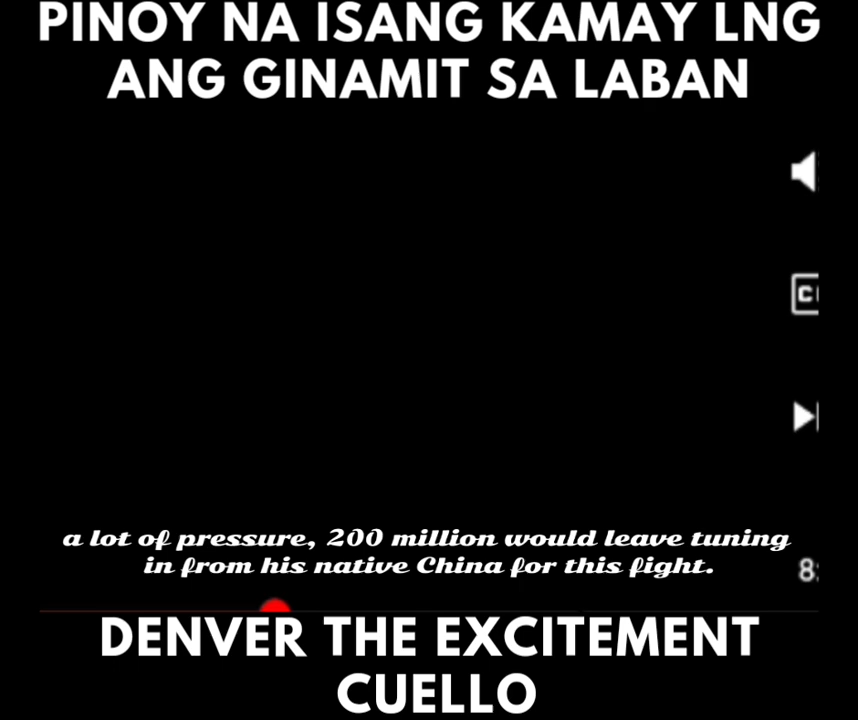 PINOY NA ISANG KAMAY LNG
ANG GINAMIT SA LABAN
a lot of pressure, 200 million would leave tuning
in from his native China for this fight.
DENVER THE EXCITEMENT
CUELLO